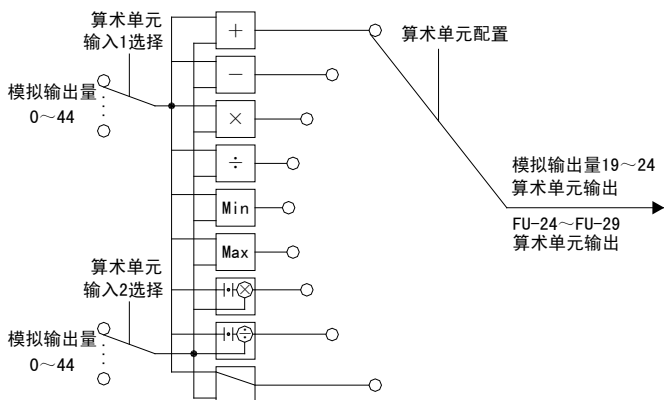 算术单元
输入1选择
模拟输出量
0～44
+
−
×
÷
Min
Max
算术单元配置
模拟输出量19～24
算术单元输出
FU-24～FU-29
算术单元输出
算术单元
输入2选择
模拟输出量
0～44
|•|⊗
|•|÷